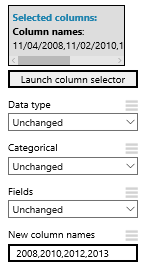 Selected columns:
Column names:
11/04/2008,11/02/2010,1
Launch column selector
Data type
Unchanged
Categorical
Unchanged
Fields
Unchanged
New column names
2008,2010,2012,2013